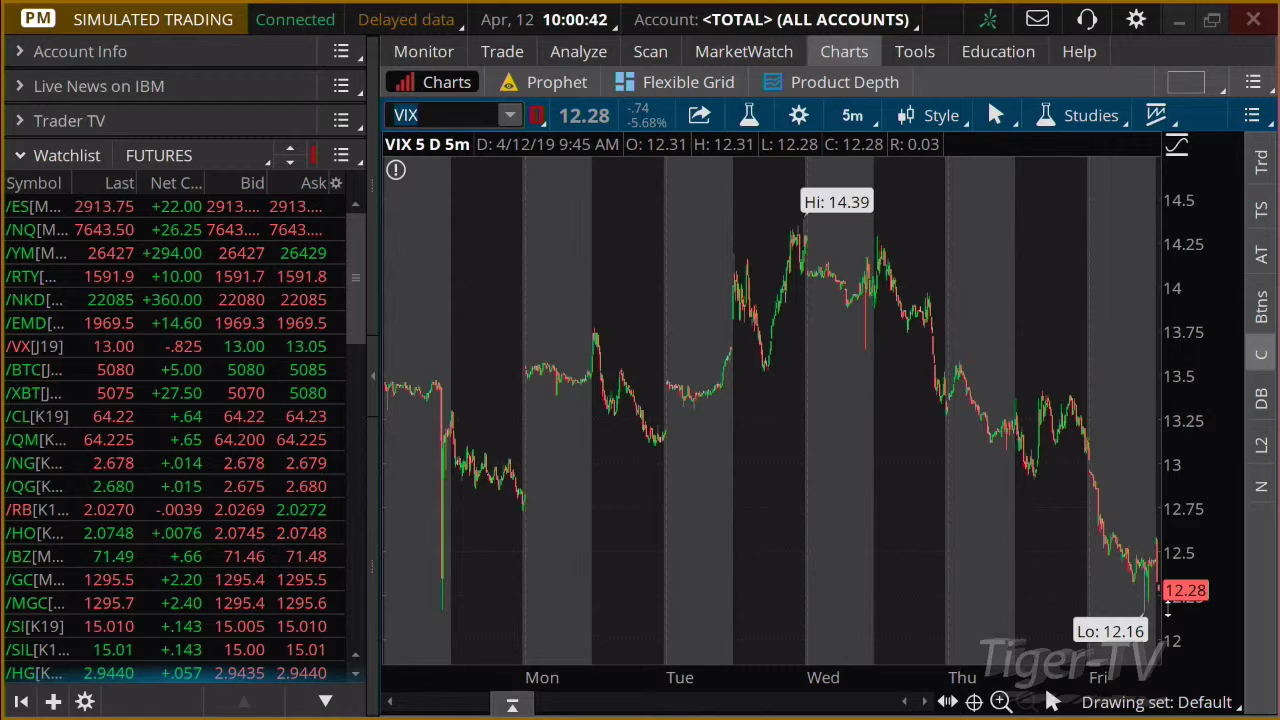 PM SIMULATED TRADING Connected Delayed data Apr, 12 10:00:42 Account: <TOTAL> (ALL ACCOUNTS)
Account Info
Live News on IBM
Trader TV
Watchlist FUTURES
Symbol Last Net C... Bid Ask
/ES[M... 2913.75 +22.00 2913.... 2913....
/NQ[M... 7643.50 +26.25 7643.... 7643....
/YM[M... 26427 +294.00 26427 26429
/RTY[... 1591.9 +10.00 1591.7 1591.8
/NKD[... 22085 +360.00 22080 22085
/EMD[... 1969.5 +14.60 1969.3 1969.5
/VX[J19] 13.00 -.825 13.00 13.05
/BTC[J... 5080 +5.00 5080 5085
/XBT[J... 5075 +27.50 5070 5080
/CL[K19] 64.22 +.64 64.22 64.23
/QM[K... 64.225 +.65 64.200 64.225
/NG[K... 2.678 +.014 2.678 2.679
/QG[K... 2.680 +.015 2.675 2.680
/RB[K1... 2.0270 -.0039 2.0269 2.0272
/HO[K... 2.0748 +.0076 2.0745 2.0748
/BZ[M... 71.49 +.66 71.46 71.48
/GC[M... 1295.5 +2.20 1295.4 1295.5
/MGC[... 1295.7 +2.40 1295.4 1295.6
/SI[K19] 15.010 +.143 15.005 15.010
/SIL[K1... 15.01 +.143 15.00 15.01
/HG[K... 2.9440 +.057 2.9435 2.9440
Monitor Trade Analyze Scan MarketWatch Charts Tools Education Help
Charts Prophet Flexible Grid Product Depth
VIX 12.28 -.74 -5.68% 5m Style Studies
VIX 5 D 5m D: 4/12/19 9:45 AM O: 12.31 H: 12.31 L: 12.28 C: 12.28 R: 0.03
Hi: 14.39
14.5
14.25
14
13.75
13.5
13.25
13
12.75
12.5
12.28
Lo: 12.16
12
Tiger-TV
Mon Tue Wed Thu Fri
Drawing set: Default
Trd
TS
AT
Btns
C
DB
L2
N